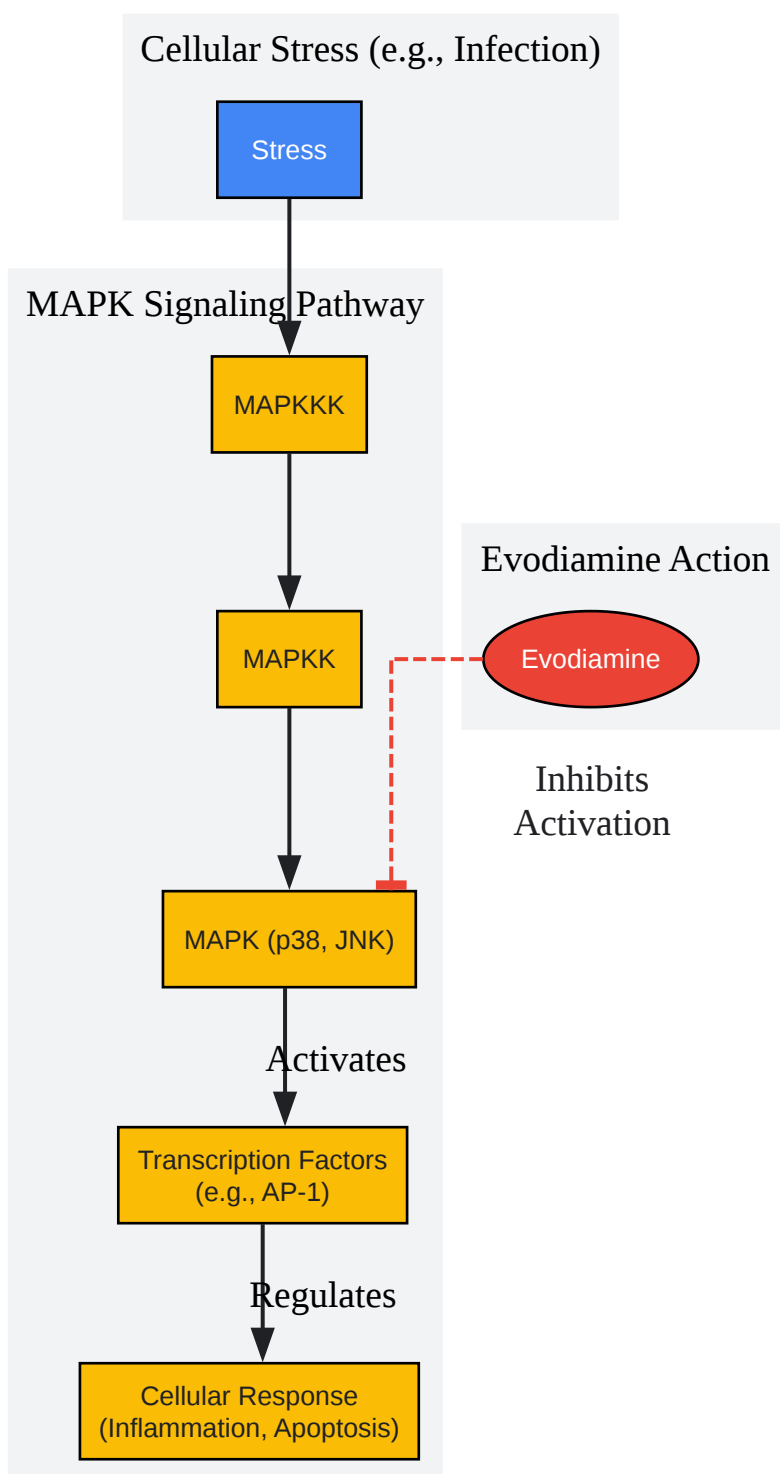 Cellular Stress (e.g., Infection)
Stress
MAPK Signaling Pathway
MAPKKK
Evodiamine Action
MAPKK
Evodiamine
Inhibits
Activation
MAPK (p38, JNK)
Activates
Transcription Factors
(e.g., AP-1)
Regulates
Cellular Response
(Inflammation, Apoptosis)